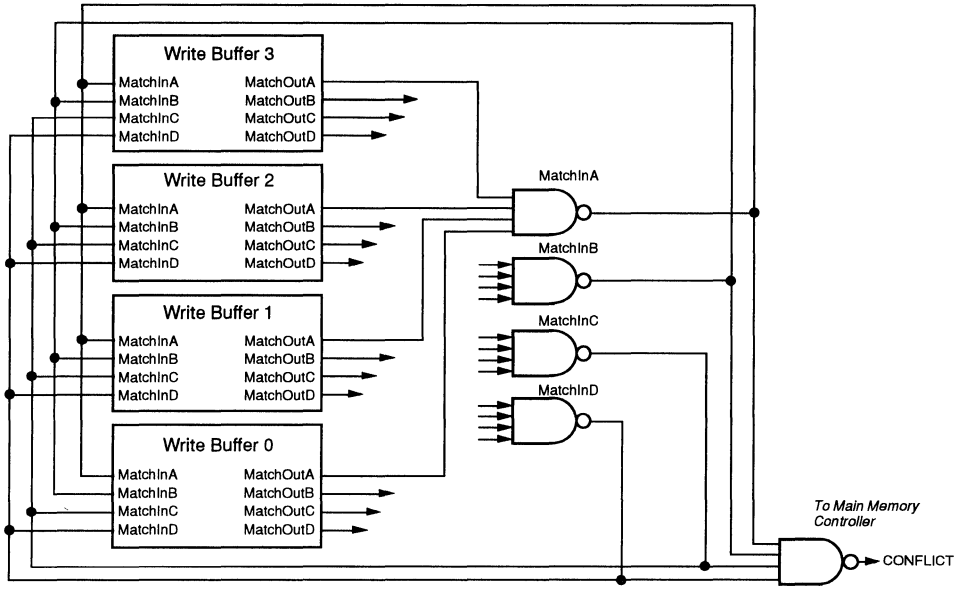 Write Buffer 3
MatchInA MatchOutA
MatchInB MatchOutB
MatchInC MatchOutC
MatchInD MatchOutD
Write Buffer 2
MatchInA MatchOutA
MatchInB MatchOutB
MatchInC MatchOutC
MatchInD MatchOutD
Write Buffer 1
MatchInA MatchOutA
MatchInB MatchOutB
MatchInC MatchOutC
MatchInD MatchOutD
Write Buffer 0
MatchInA MatchOutA
MatchInB MatchOutB
MatchInC MatchOutC
MatchInD MatchOutD
MatchInA
MatchInB
MatchInC
MatchInD
To Main Memory
Controller
CONFLICT